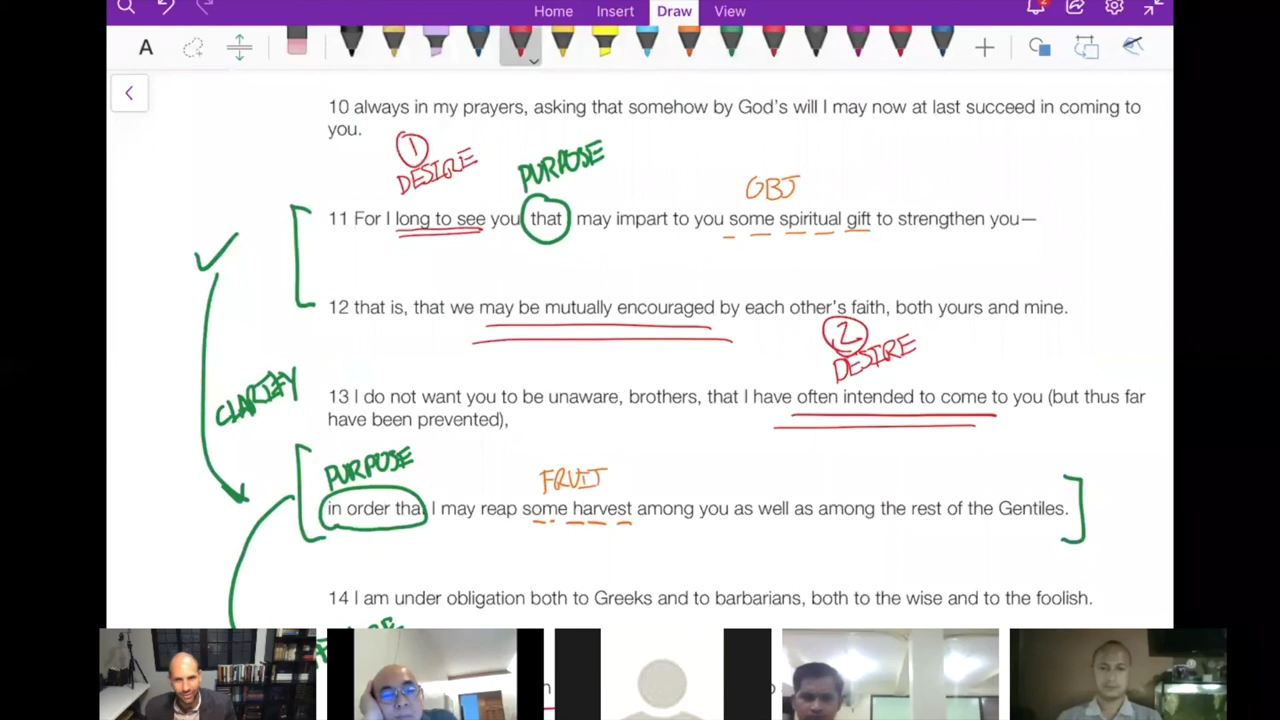 Home Insert Draw View
2
A
10 always in my prayers, asking that somehow by God's will I may now at last succeed in coming to
you.
1
DESIRE
PURPOSE
OBJ
11 For I long to see you that may impart to you some spiritual gift to strengthen you—
12 that is, that we may be mutually encouraged by each other's faith, both yours and mine.
2
DESIRE
CLARIFY
13 I do not want you to be unaware, brothers, that I have often intended to come to you (but thus far
have been prevented),
PURPOSE
FRUIT
in order that I may reap some harvest among you as well as among the rest of the Gentiles.
14 I am under obligation both to Greeks and to barbarians, both to the wise and to the foolish.